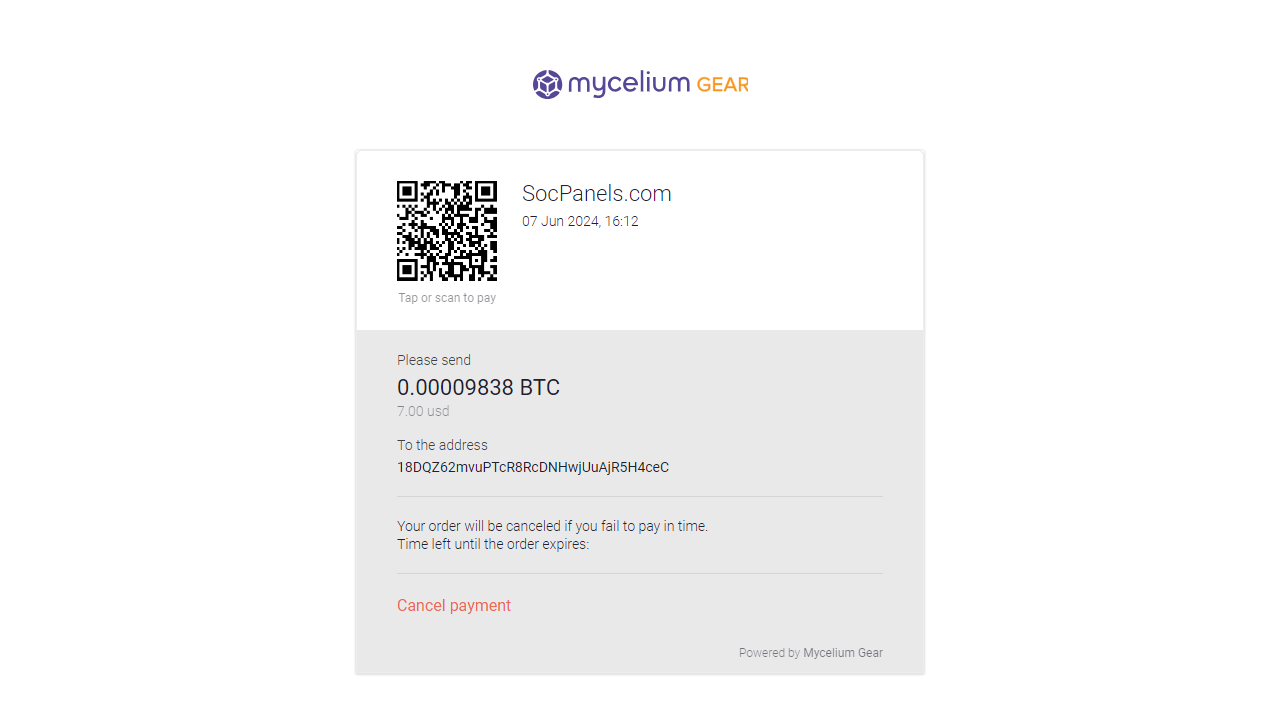 mycelium GEAR
SocPanels.com
07 Jun 2024, 16:12
Tap or scan to pay
Please send
0.00009838 BTC
7.00 usd
To the address
18DQZ62mvuPTcR8RcDNHwjUuAjR5H4ceC
Your order will be canceled if you fail to pay in time.
Time left until the order expires:
Cancel payment
Powered by Mycelium Gear